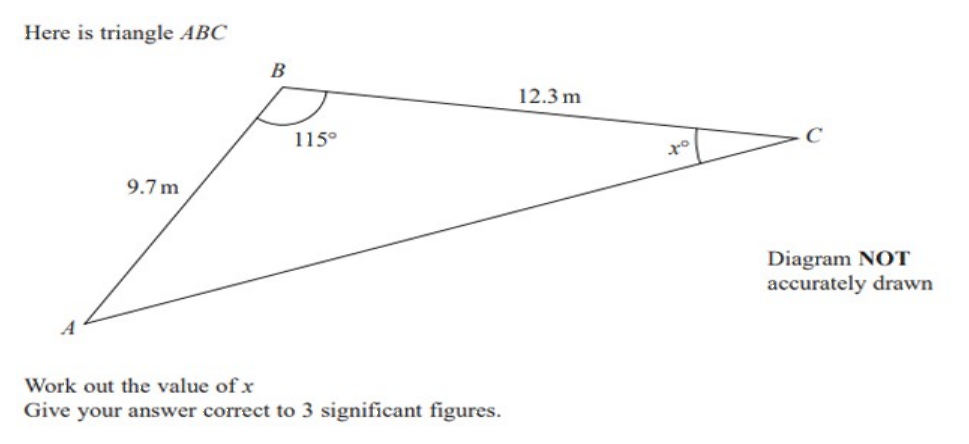 Here is triangle ABC
B
12.3 m
C
115°
x°
9.7 m
Diagram NOT
accurately drawn
A
Work out the value of x
Give your answer correct to 3 significant figures.